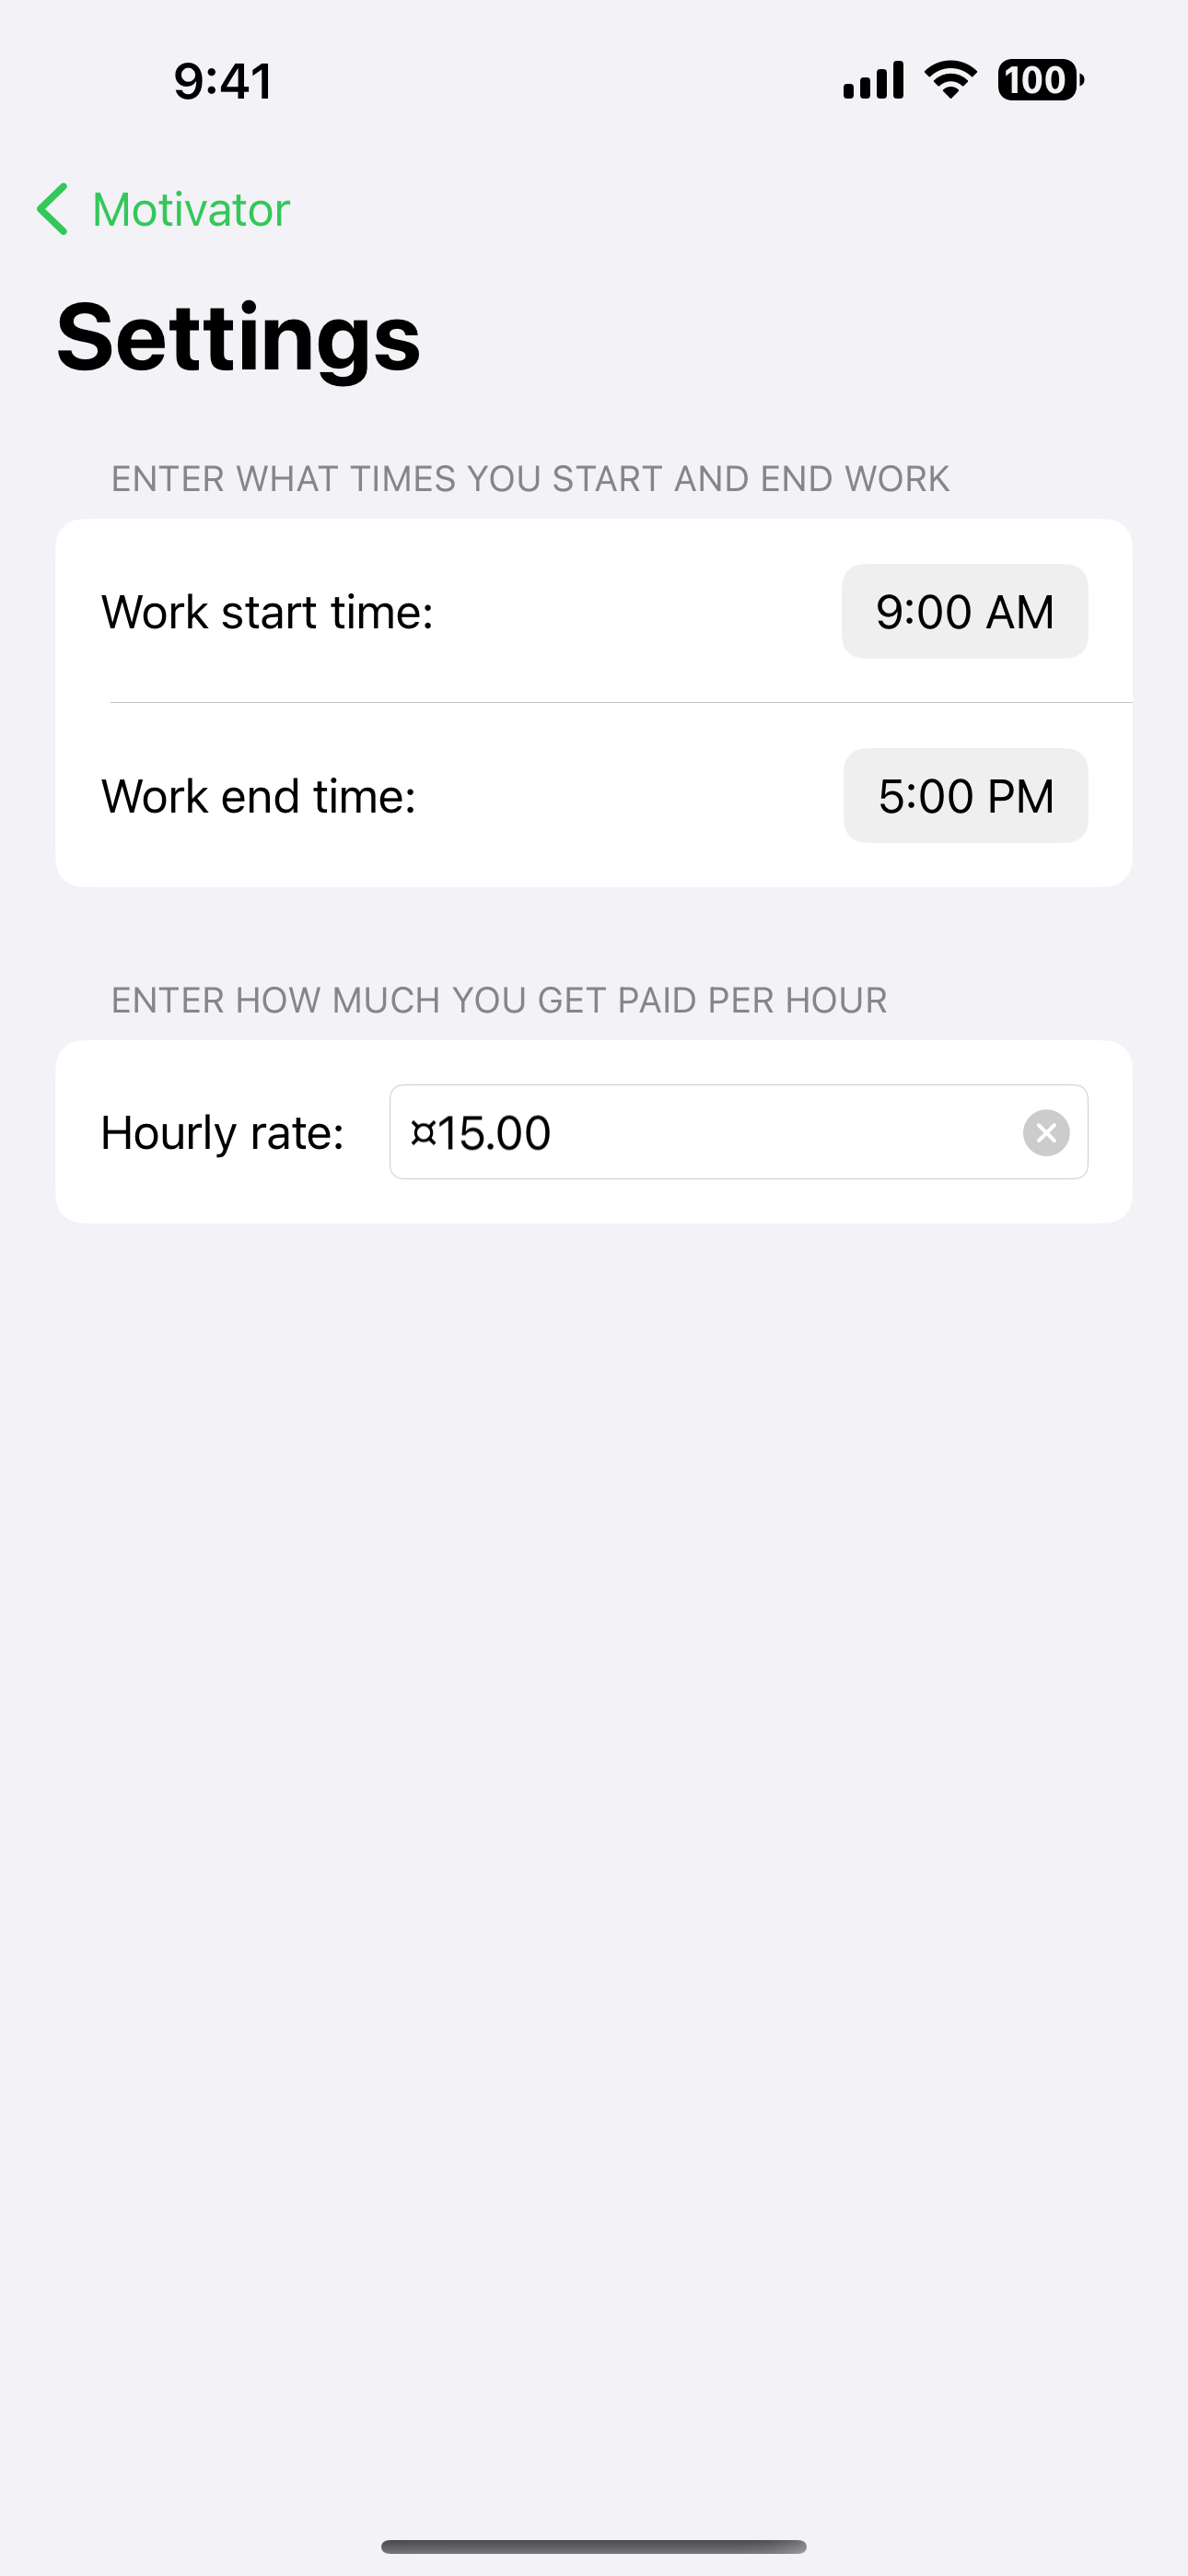 9:41
100
Motivator
Settings
ENTER WHAT TIMES YOU START AND END WORK
Work start time: 9:00 AM
Work end time: 5:00 PM
ENTER HOW MUCH YOU GET PAID PER HOUR
Hourly rate: ¤15.00